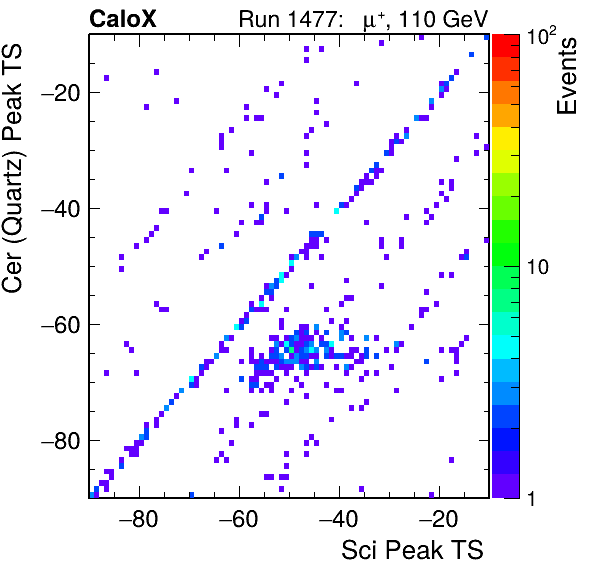 CaloX Run 1477: μ⁺, 110 GeV
10²
10
1
Events
Cer (Quartz) Peak TS
−20
−40
−60
−80
−80 −60 −40 −20
Sci Peak TS